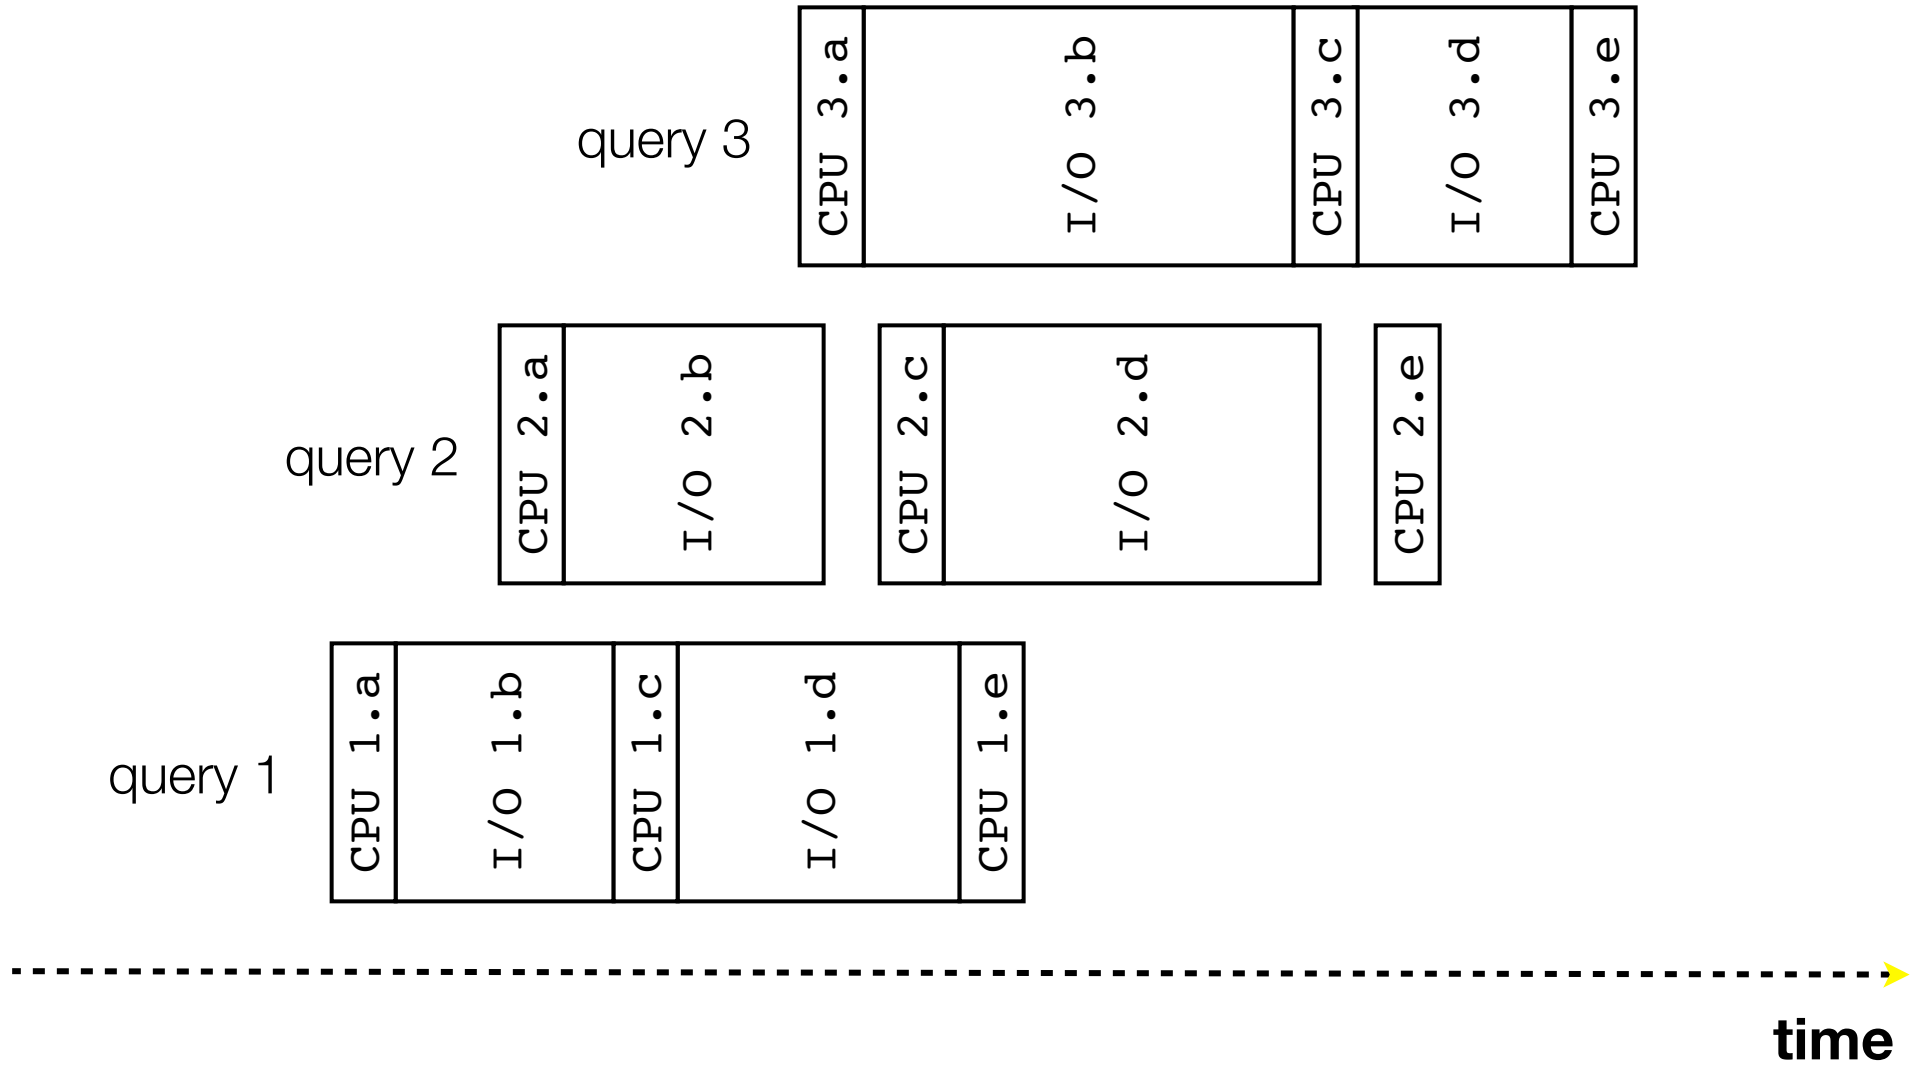 query 3
CPU 3.a
I/O 3.b
CPU 3.c
I/O 3.d
CPU 3.e
query 2
CPU 2.a
I/O 2.b
CPU 2.c
I/O 2.d
CPU 2.e
query 1
CPU 1.a
I/O 1.b
CPU 1.c
I/O 1.d
CPU 1.e
time